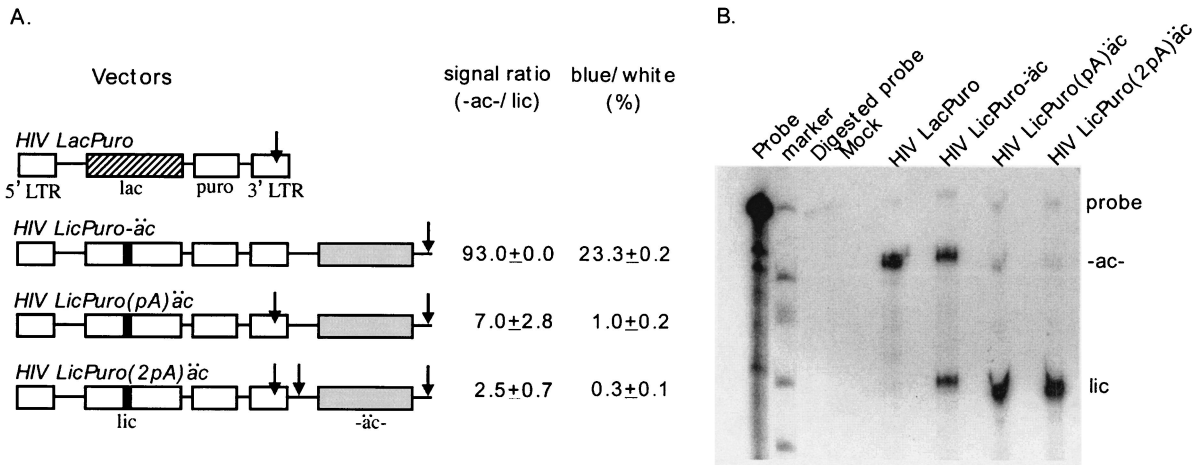 A.
Vectors
signal ratio
(-ac-/ lic)
blue/ white
(%)
HIV LacPuro
5' LTR
lac
puro
3' LTR
HIV LicPuro-äc
93.0±0.0
23.3±0.2
HIV LicPuro(pA)äc
7.0±2.8
1.0±0.2
HIV LicPuro(2pA)äc
2.5±0.7
0.3±0.1
lic
-äc-
B.
Probe
marker
Digested probe
Mock
HIV LacPuro
HIV LicPuro-äc
HIV LicPuro(pA)äc
HIV LicPuro(2pA)äc
probe
-ac-
lic